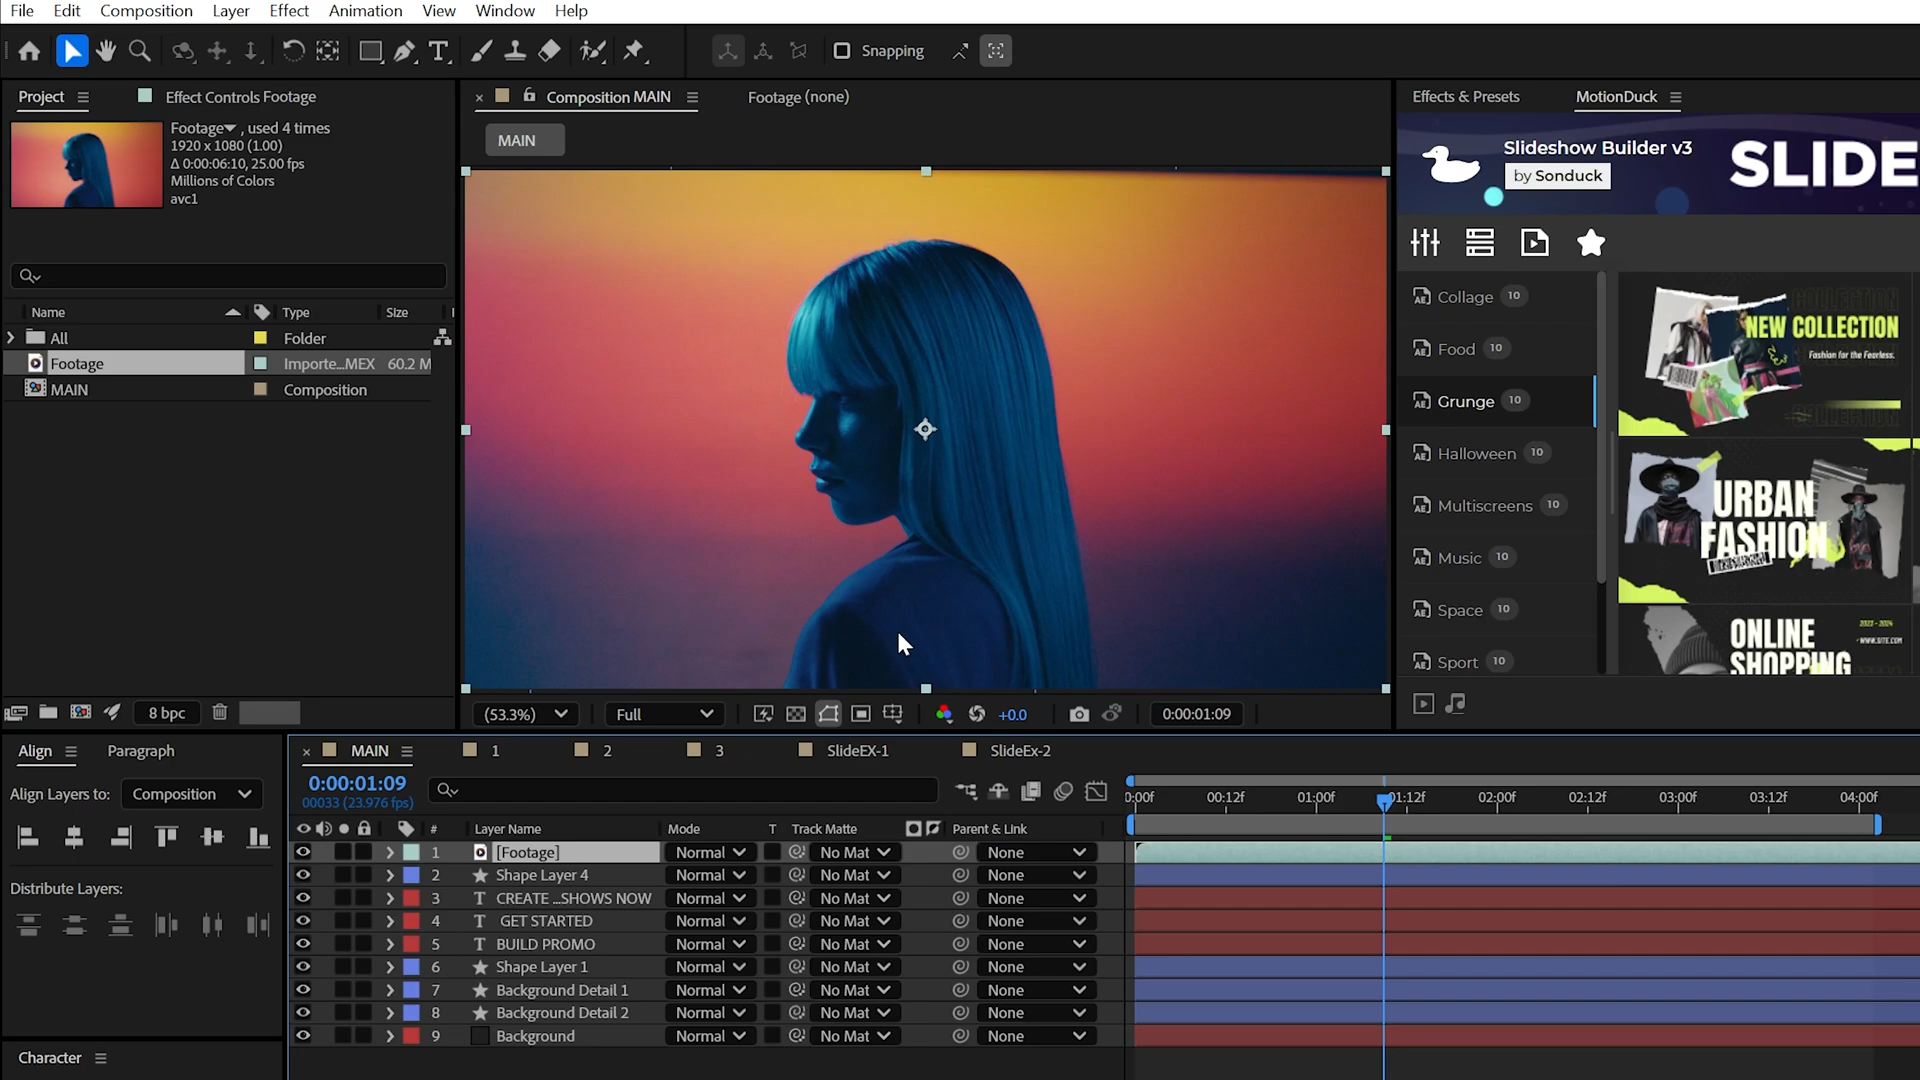 File Edit Composition Layer Effect Animation View Window Help
Snapping
Project
Effect Controls Footage
Footage , used 4 times
1920 x 1080 (1.00)
Δ 0:00:06:10, 25.00 fps
Millions of Colors
avc1
Name Type Size
All Folder
Footage Importe...MEX 60.2 M
MAIN Composition
8 bpc
Composition MAIN
Footage (none)
MAIN
(53.3%) Full +0.0 0:00:01:09
Effects & Presets
MotionDuck
Slideshow Builder v3
by Sonduck
SLIDE
Collage 10
Food 10
Grunge 10
Halloween 10
Multiscreens 10
Music 10
Space 10
Sport 10
COLLECTION
NEW COLLECTION
Fashion for the Fearless.
COLLECTION
URBAN
FASHION
ONLINE
SHOPPING
2023 - 2024
WWW.SITE.COM
Align
Paragraph
Align Layers to: Composition
Distribute Layers:
Character
MAIN 1 2 3 SlideEX-1 SlideEx-2
0:00:01:09
00033 (23.976 fps)
0:00f 00:12f 01:00f 01:12f 02:00f 02:12f 03:00f 03:12f 04:00f
# Layer Name Mode T Track Matte Parent & Link
1 [Footage] Normal No Mat None
2 Shape Layer 4 Normal No Mat None
3 T CREATE ...SHOWS NOW Normal No Mat None
4 T GET STARTED Normal No Mat None
5 T BUILD PROMO Normal No Mat None
6 Shape Layer 1 Normal No Mat None
7 Background Detail 1 Normal No Mat None
8 Background Detail 2 Normal No Mat None
9 Background Normal No Mat None